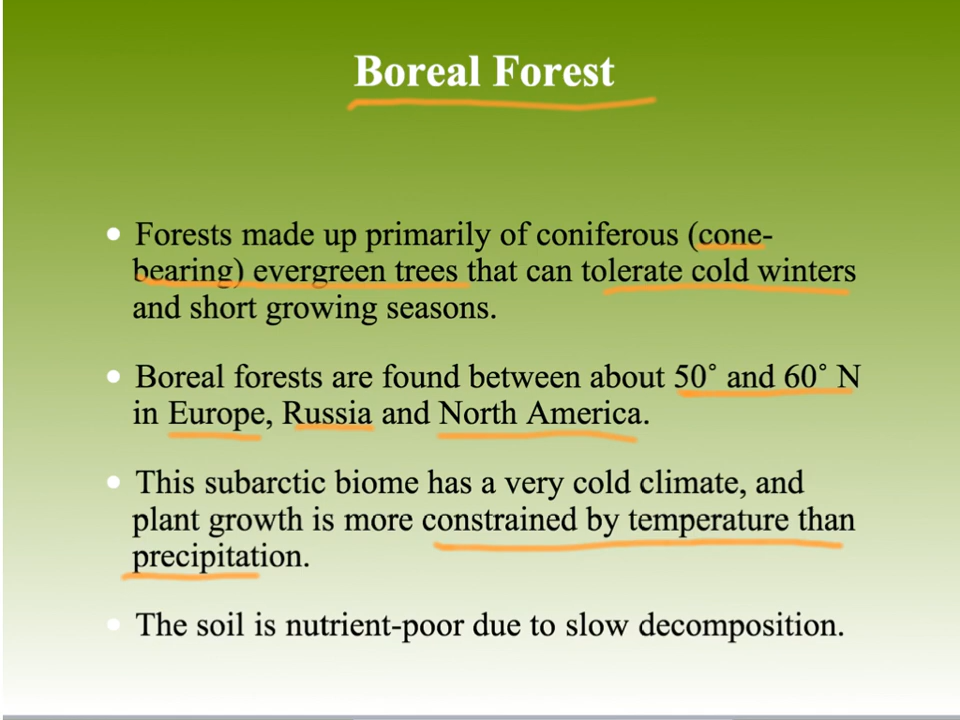 Boreal Forest
• Forests made up primarily of coniferous (cone-
bearing) evergreen trees that can tolerate cold winters
and short growing seasons.
• Boreal forests are found between about 50˚ and 60˚ N
in Europe, Russia and North America.
• This subarctic biome has a very cold climate, and
plant growth is more constrained by temperature than
precipitation.
• The soil is nutrient-poor due to slow decomposition.